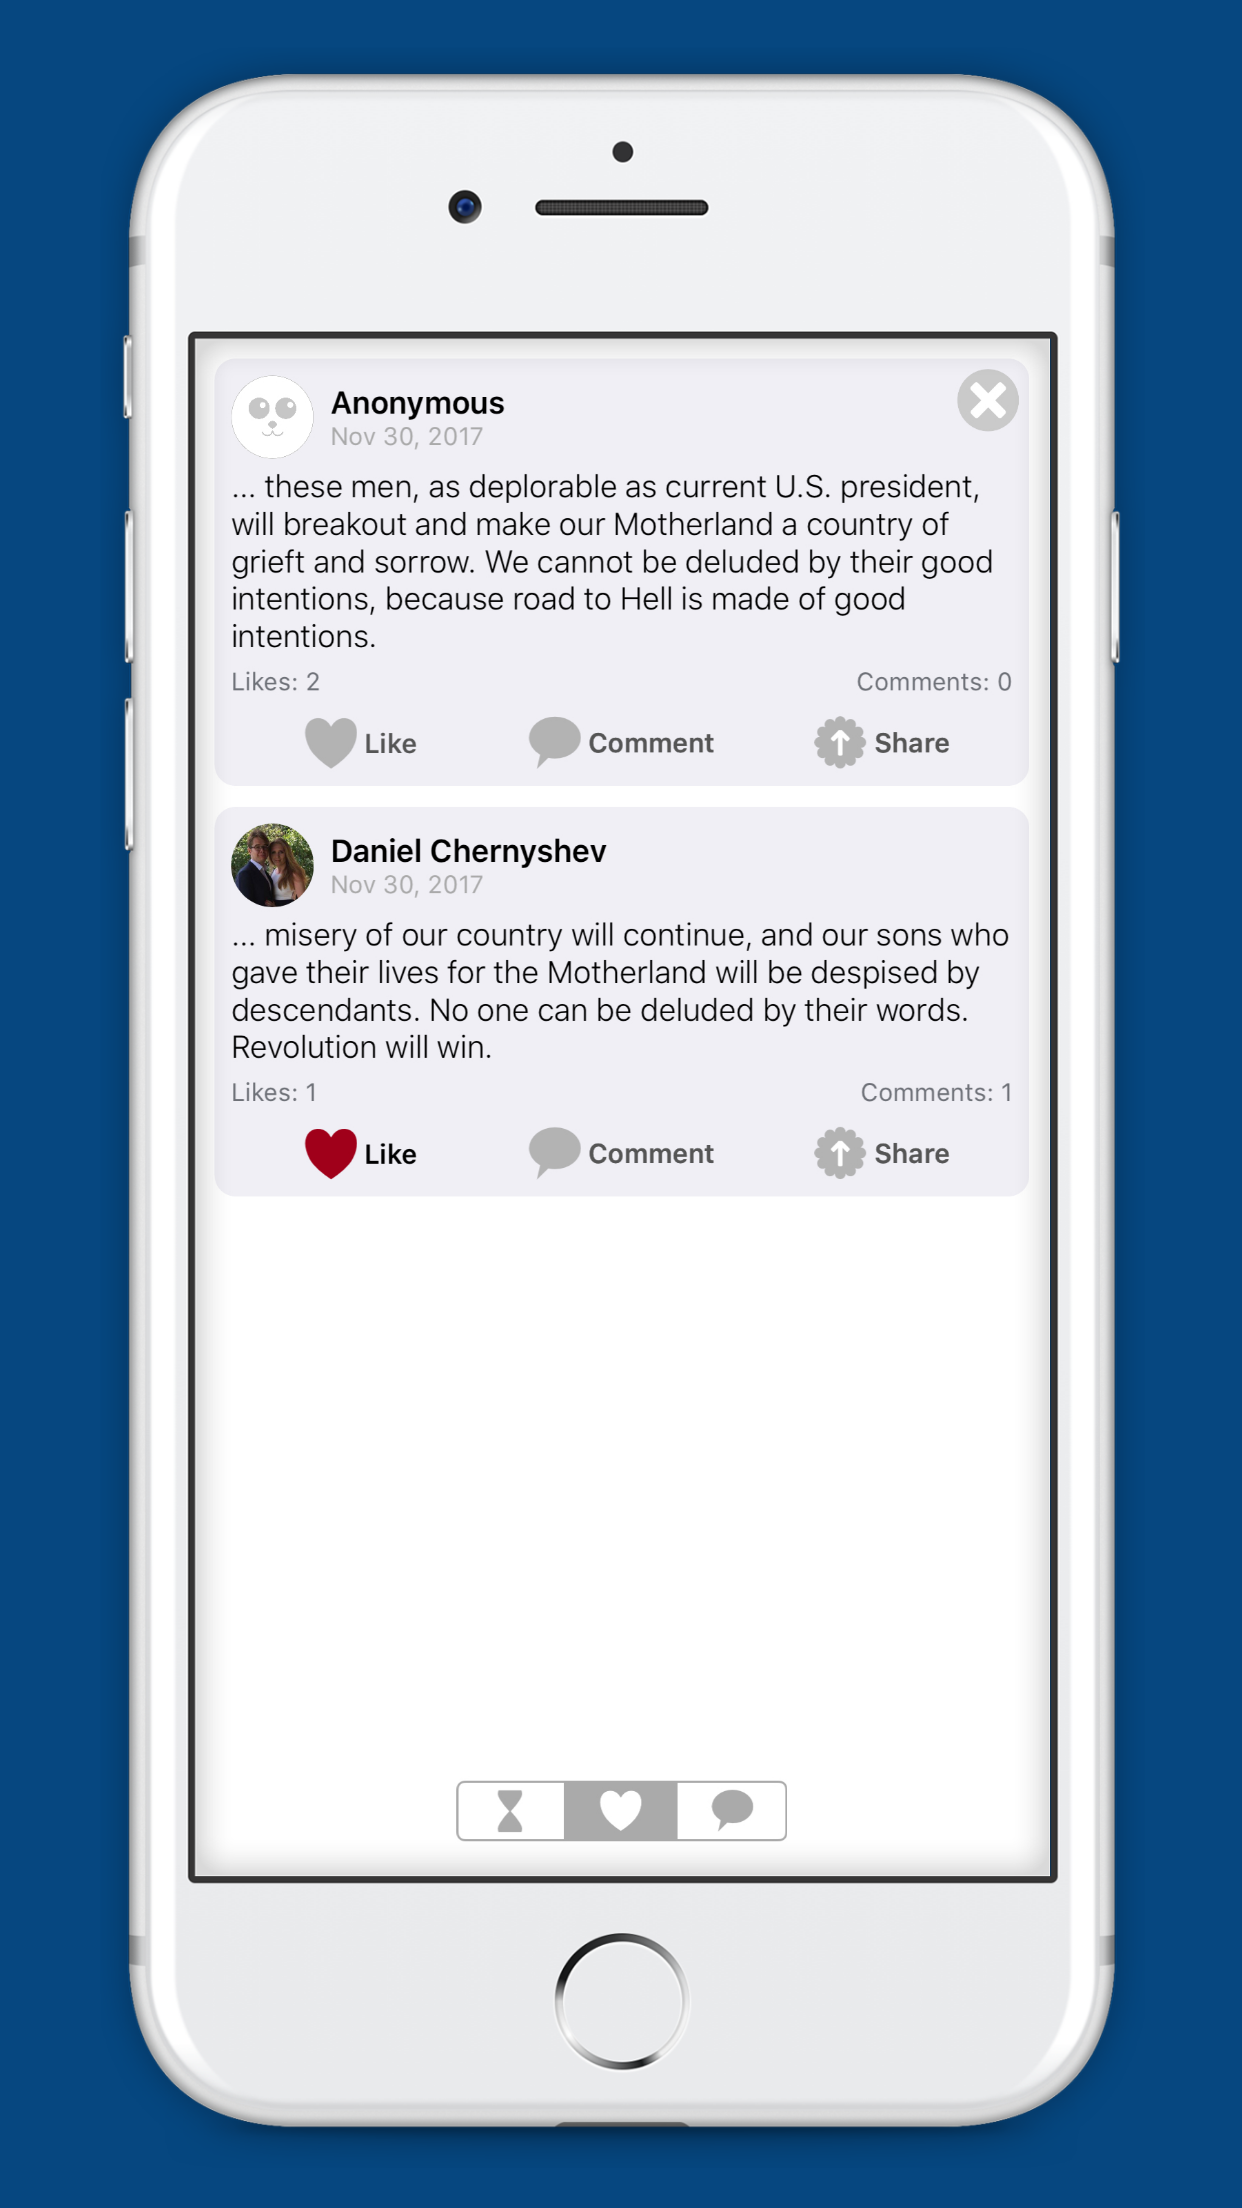 Anonymous
Nov 30, 2017
... these men, as deplorable as current U.S. president,
will breakout and make our Motherland a country of
grieft and sorrow. We cannot be deluded by their good
intentions, because road to Hell is made of good
intentions.
Likes: 2 Comments: 0
Like Comment Share
Daniel Chernyshev
Nov 30, 2017
... misery of our country will continue, and our sons who
gave their lives for the Motherland will be despised by
descendants. No one can be deluded by their words.
Revolution will win.
Likes: 1 Comments: 1
Like Comment Share